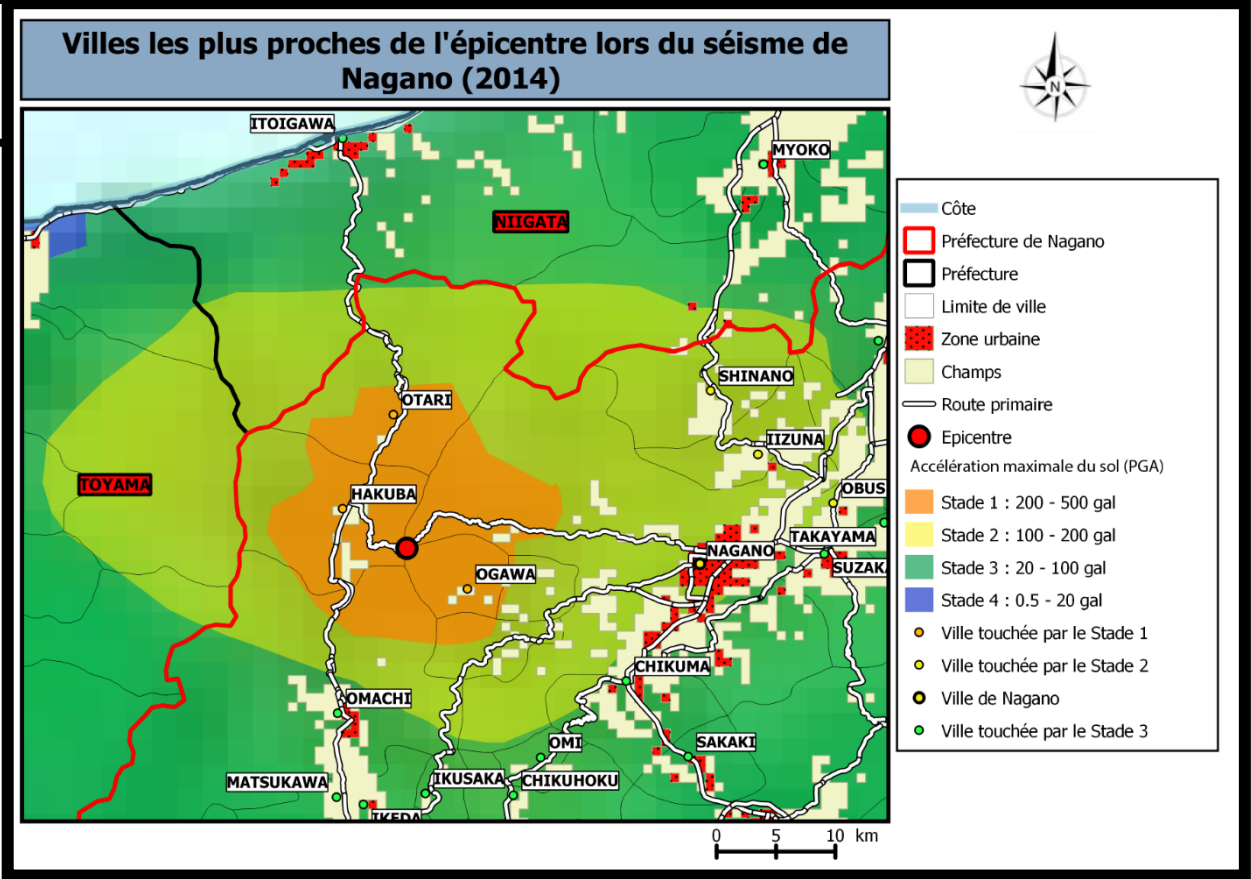 Villes les plus proches de l'épicentre lors du séisme de
Nagano (2014)
N
ITOIGAWA
MYOKO
NIIGATA
SHINANO
OTARI
IIZUNA
TOYAMA
HAKUBA
OBUS
TAKAYAMA
NAGANO
SUZAK
OGAWA
CHIKUMA
OMACHI
OMI
SAKAKI
MATSUKAWA
IKUSAKA
CHIKUHOKU
IKEDA
Côte
Préfecture de Nagano
Préfecture
Limite de ville
Zone urbaine
Champs
Route primaire
Epicentre
Accélération maximale du sol (PGA)
Stade 1 : 200 - 500 gal
Stade 2 : 100 - 200 gal
Stade 3 : 20 - 100 gal
Stade 4 : 0.5 - 20 gal
Ville touchée par le Stade 1
Ville touchée par le Stade 2
Ville de Nagano
Ville touchée par le Stade 3
0 5 10 km